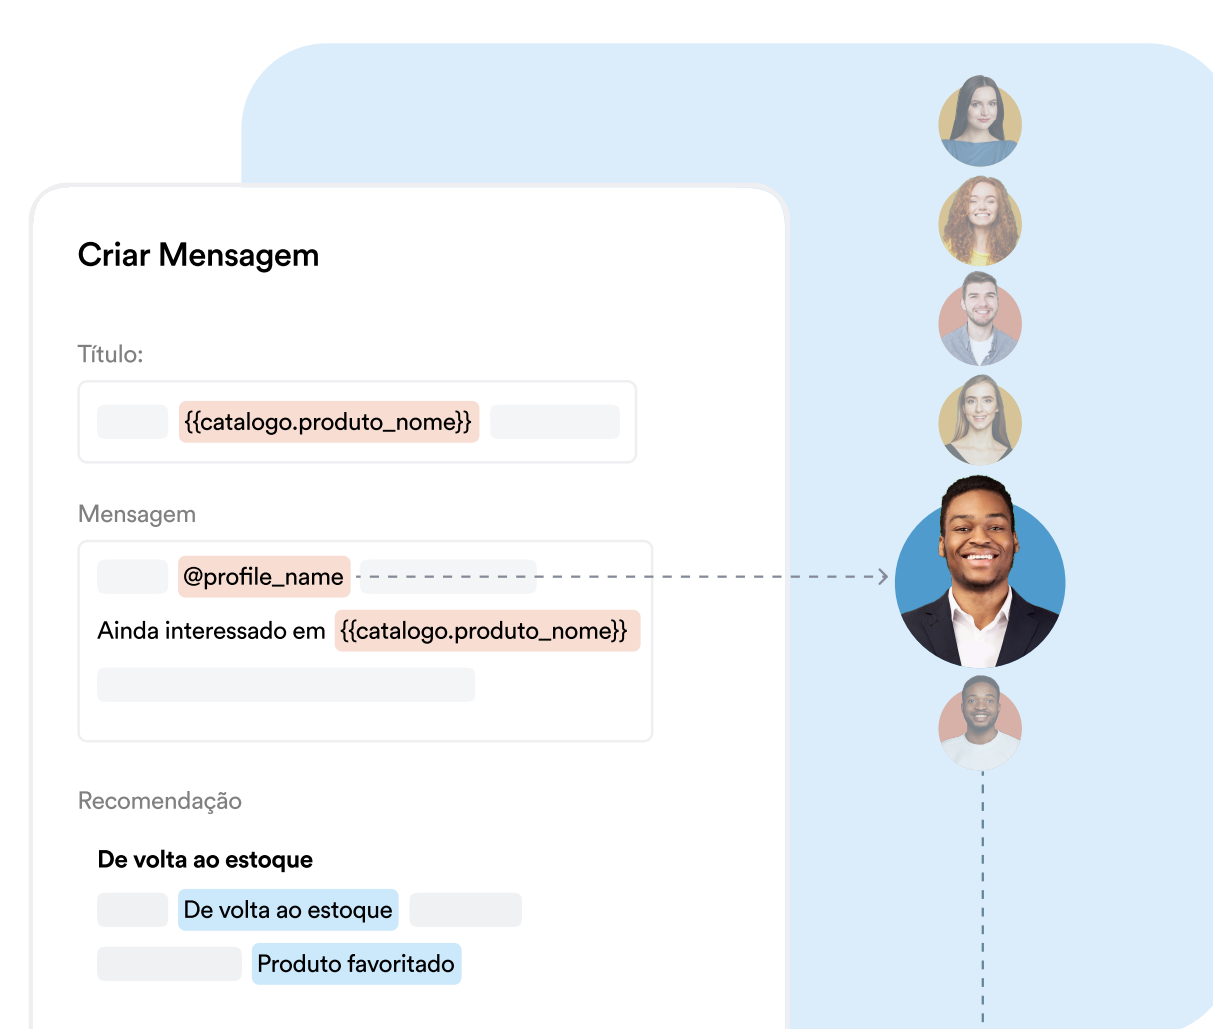 Criar Mensagem
Título:
{{catalogo.produto_nome}}
Mensagem
@profile_name
Ainda interessado em {{catalogo.produto_nome}}
Recomendação
De volta ao estoque
De volta ao estoque
Produto favoritado